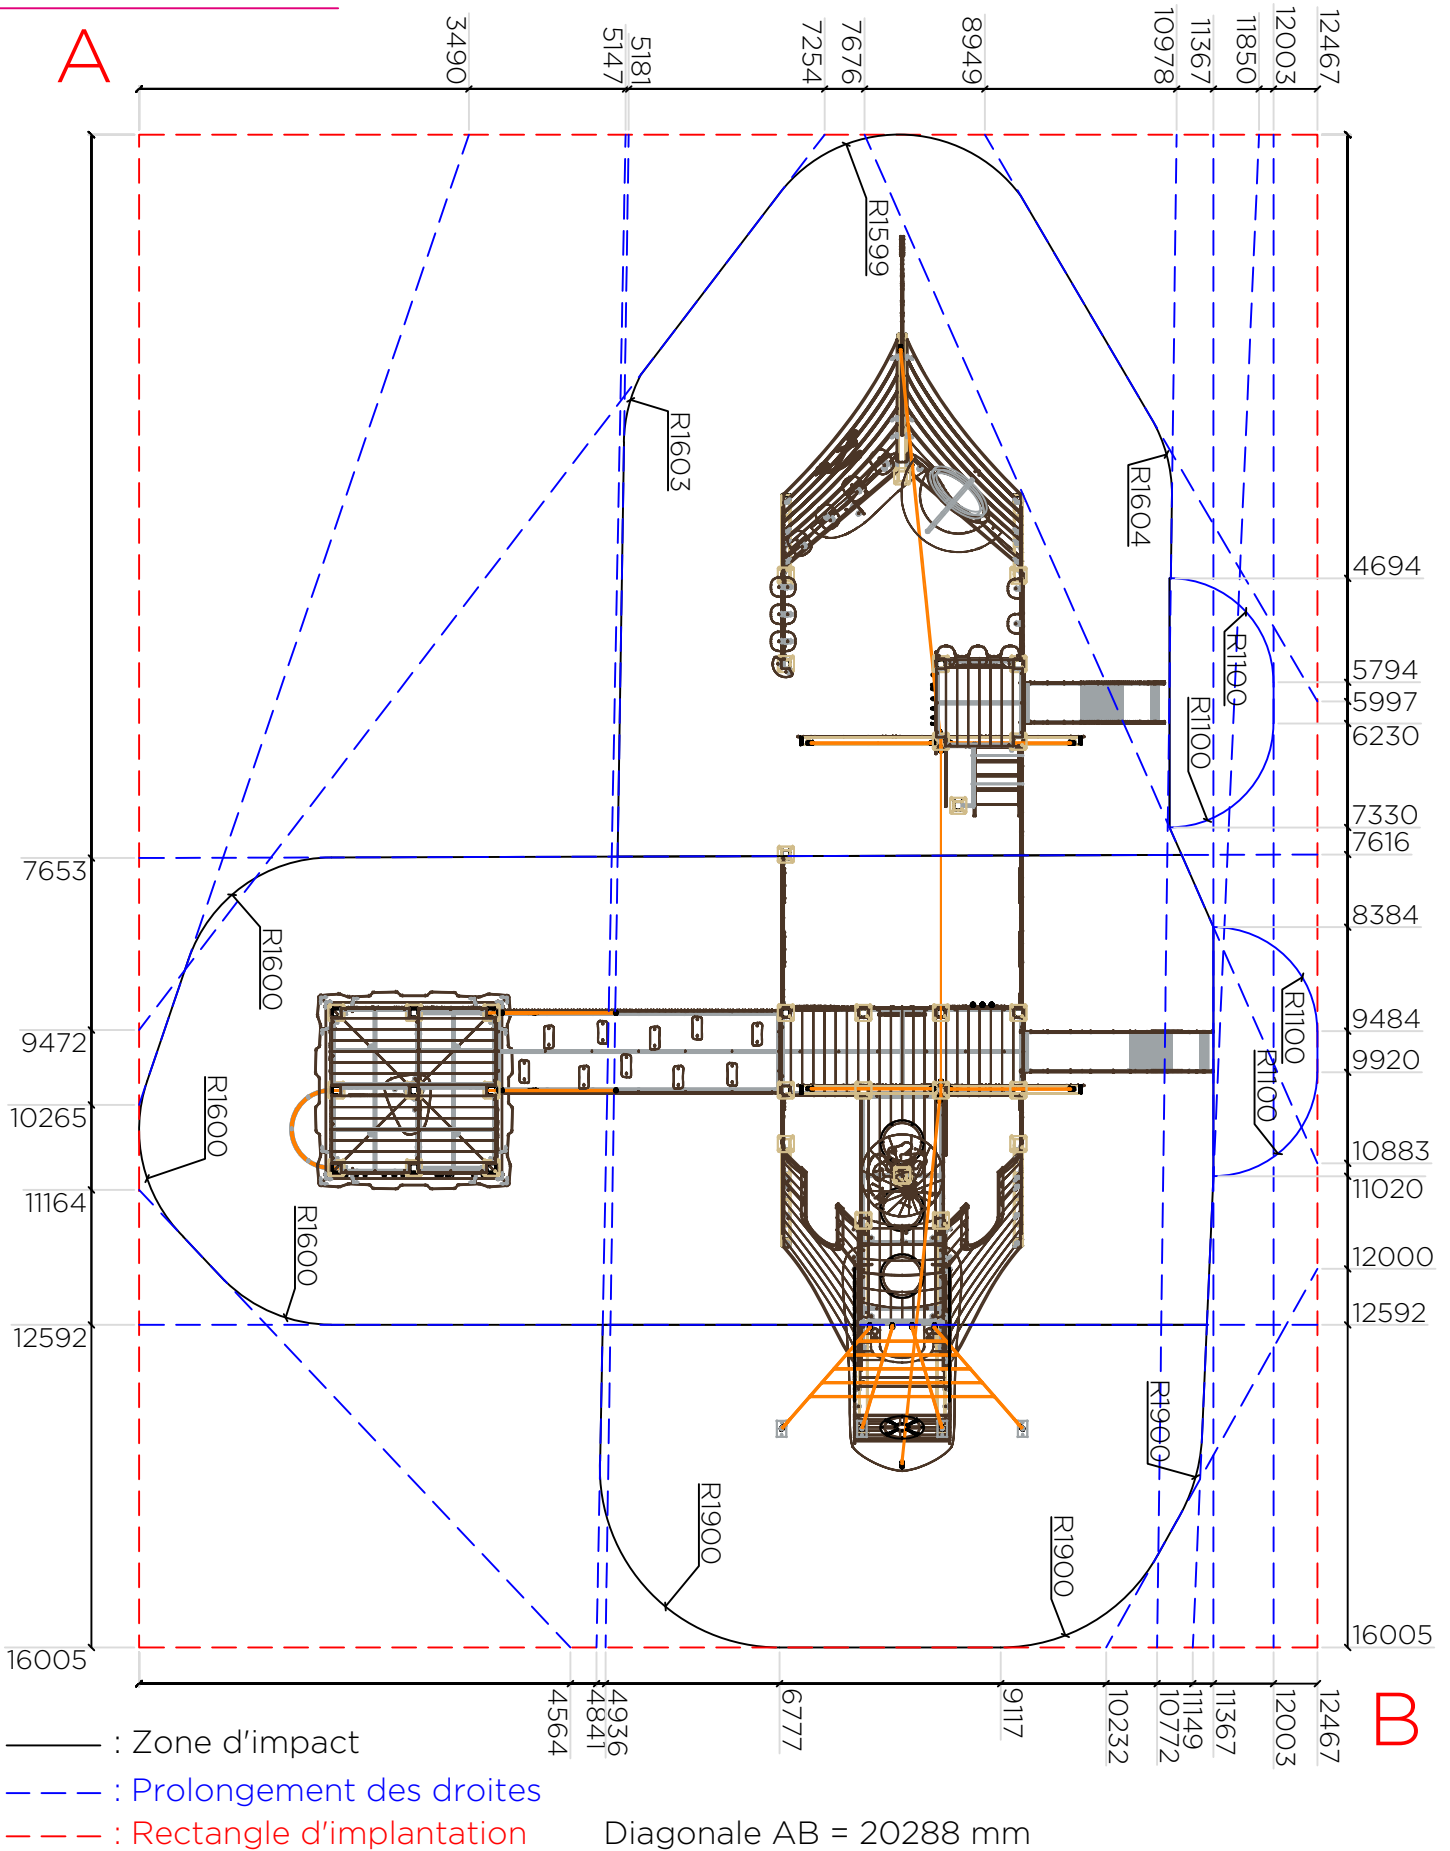 A
3490
5147
5181
7254
7676
8949
10978
11367
11850
12003
12467
R1599
R1603
R1604
4694
R1100
5794
5997
6230
R1100
7330
7616
7653
8384
R1600
R1100
9472
9484
9920
R1100
R1600
10265
10883
11020
11164
R1600
12000
12592
12592
R1900
R1900
R1900
16005
16005
4564
4841
4936
6777
9117
10232
10772
11149
11367
12003
12467
B
: Zone d'impact
: Prolongement des droites
: Rectangle d'implantation
Diagonale AB = 20288 mm